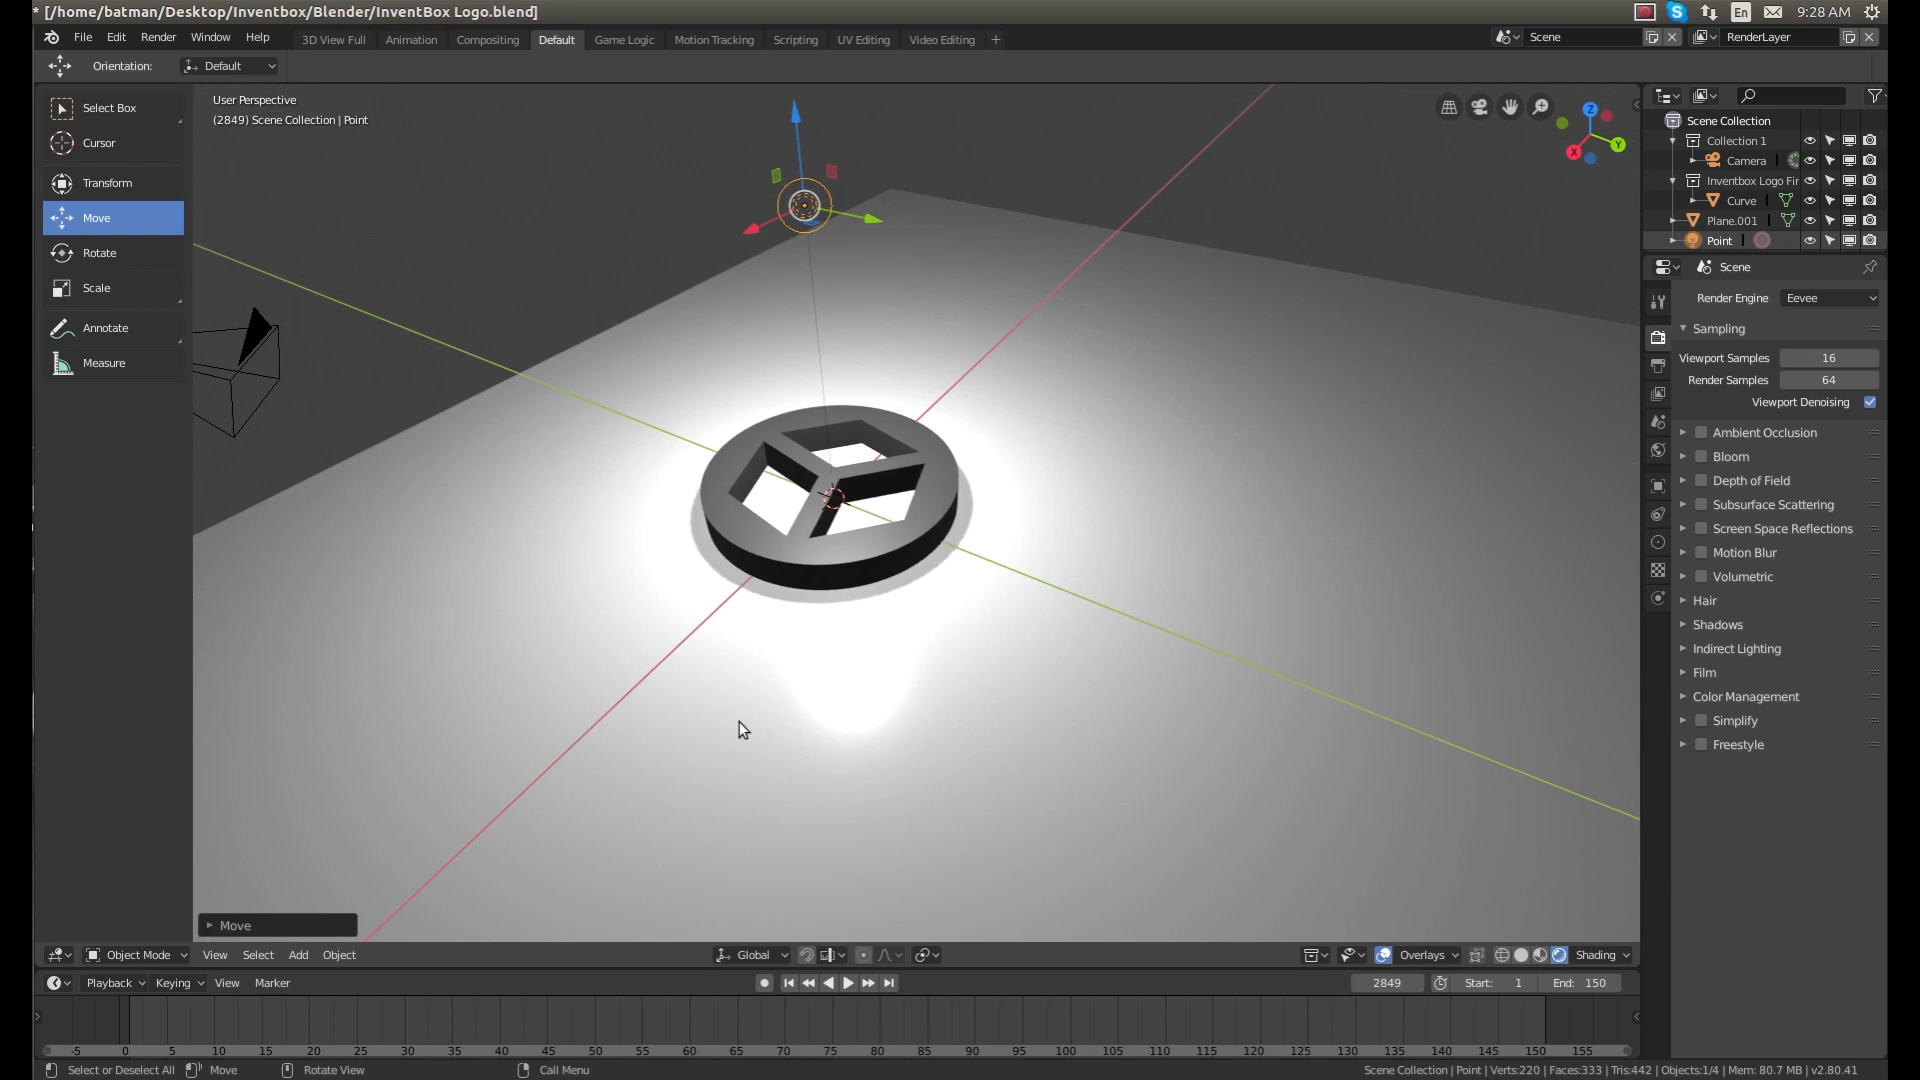 * [/home/batman/Desktop/Inventbox/Blender/InventBox Logo.blend]
En
9:28 AM
File Edit Render Window Help
3D View Full Animation Compositing Default Game Logic Motion Tracking Scripting UV Editing Video Editing +
Scene
RenderLayer
Orientation: Default
Select Box
Cursor
Transform
Move
Rotate
Scale
Annotate
Measure
User Perspective
(2849) Scene Collection | Point
Z
Y
X
Scene Collection
Collection 1
Camera
Inventbox Logo Fir
Curve
Plane.001
Point
Scene
Render Engine Eevee
Sampling
Viewport Samples 16
Render Samples 64
Viewport Denoising
Ambient Occlusion
Bloom
Depth of Field
Subsurface Scattering
Screen Space Reflections
Motion Blur
Volumetric
Hair
Shadows
Indirect Lighting
Film
Color Management
Simplify
Freestyle
Move
Object Mode View Select Add Object
Global
Overlays
Shading
Playback Keying View Marker
2849
Start: 1
End: 150
-5 0 5 10 15 20 25 30 35 40 45 50 55 60 65 70 75 80 85 90 95 100 105 110 115 120 125 130 135 140 145 150 155
Select or Deselect All Move Rotate View Call Menu
Scene Collection | Point | Verts:220 | Faces:333 | Tris:442 | Objects:1/4 | Mem: 80.7 MB | v2.80.41